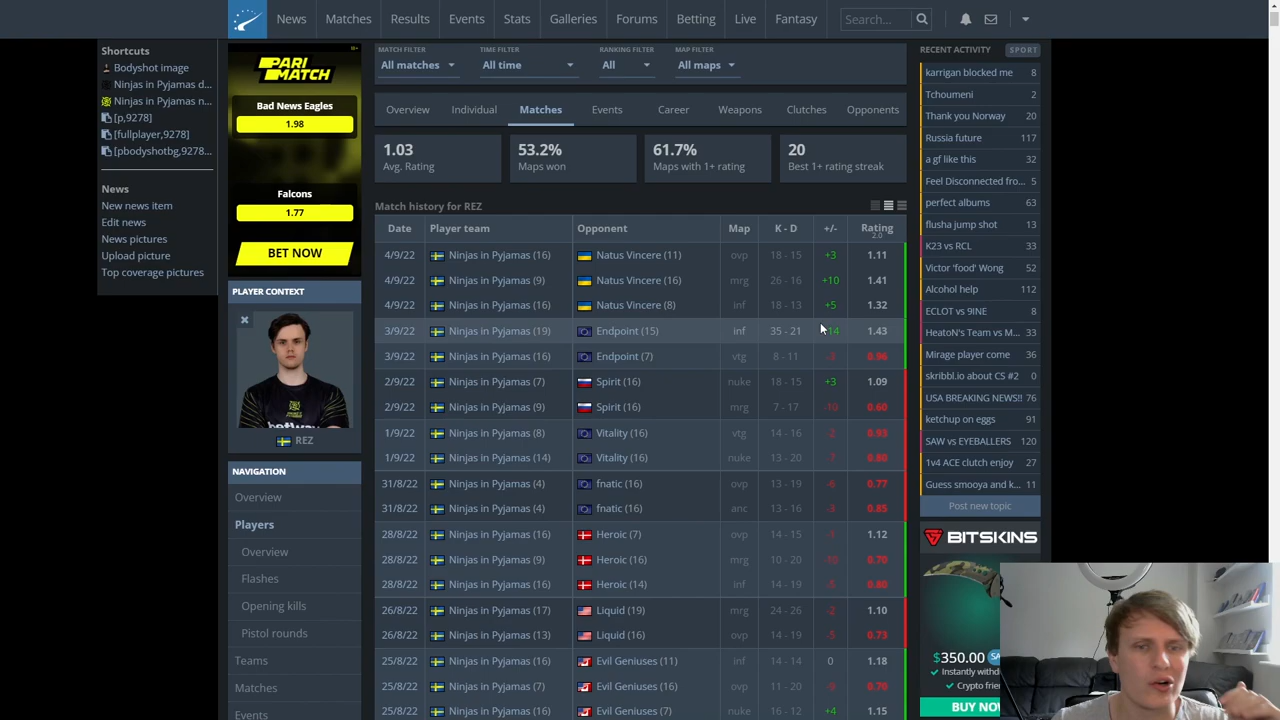 News Matches Results Events Stats Galleries Forums Betting Live Fantasy Search...
Shortcuts
Bodyshot image
Ninjas in Pyjamas d...
Ninjas in Pyjamas n...
[p,9278]
[fullplayer,9278]
[pbodyshotbg,9278...
News
New news item
Edit news
News pictures
Upload picture
Top coverage pictures
PARI MATCH
Bad News Eagles
1.98
Falcons
1.77
BET NOW
PLAYER CONTEXT
REZ
NAVIGATION
Overview
Players
Overview
Flashes
Opening kills
Pistol rounds
Teams
Matches
Events
MATCH FILTER TIME FILTER RANKING FILTER MAP FILTER
All matches All time All All maps
Overview Individual Matches Events Career Weapons Clutches Opponents
1.03 53.2% 61.7% 20
Avg. Rating Maps won Maps with 1+ rating Best 1+ rating streak
Match history for REZ
Date Player team Opponent Map K - D +/- Rating 2.0
4/9/22 Ninjas in Pyjamas (16) Natus Vincere (11) ovp 18 - 15 +3 1.11
4/9/22 Ninjas in Pyjamas (9) Natus Vincere (16) mrg 26 - 16 +10 1.41
4/9/22 Ninjas in Pyjamas (16) Natus Vincere (8) inf 18 - 13 +5 1.32
3/9/22 Ninjas in Pyjamas (19) Endpoint (15) inf 35 - 21 +14 1.43
3/9/22 Ninjas in Pyjamas (16) Endpoint (7) vtg 8 - 11 -3 0.96
2/9/22 Ninjas in Pyjamas (7) Spirit (16) nuke 18 - 15 +3 1.09
2/9/22 Ninjas in Pyjamas (9) Spirit (16) mrg 7 - 17 -10 0.60
1/9/22 Ninjas in Pyjamas (8) Vitality (16) vtg 14 - 16 -2 0.93
1/9/22 Ninjas in Pyjamas (14) Vitality (16) nuke 13 - 20 -7 0.80
31/8/22 Ninjas in Pyjamas (4) fnatic (16) ovp 13 - 19 -6 0.77
31/8/22 Ninjas in Pyjamas (4) fnatic (16) anc 13 - 16 -3 0.85
28/8/22 Ninjas in Pyjamas (16) Heroic (7) ovp 14 - 15 -1 1.12
28/8/22 Ninjas in Pyjamas (9) Heroic (16) mrg 10 - 20 -10 0.70
28/8/22 Ninjas in Pyjamas (16) Heroic (14) inf 14 - 19 -5 0.80
26/8/22 Ninjas in Pyjamas (17) Liquid (19) mrg 24 - 26 -2 1.10
26/8/22 Ninjas in Pyjamas (13) Liquid (16) ovp 14 - 19 -5 0.73
25/8/22 Ninjas in Pyjamas (16) Evil Geniuses (11) inf 14 - 14 0 1.18
25/8/22 Ninjas in Pyjamas (7) Evil Geniuses (16) ovp 11 - 20 -9 0.70
25/8/22 Ninjas in Pyjamas (16) Evil Geniuses (7) nuke 16 - 12 +4 1.15
RECENT ACTIVITY SPORT
karrigan blocked me 8
Tchoumeni 2
Thank you Norway 20
Russia future 117
a gf like this 32
Feel Disconnected fro... 5
perfect albums 63
flusha jump shot 13
K23 vs RCL 33
Victor 'food' Wong 52
Alcohol help 112
ECLOT vs 9INE 8
HeatoN's Team vs M... 33
Mirage player come 36
skribbl.io about CS #2 0
USA BREAKING NEWS!! 76
ketchup on eggs 91
SAW vs EYEBALLERS 120
1v4 ACE clutch enjoy 27
Guess smooya and k... 11
Post new topic
BITSKINS
$350.00
Instantly withd
Crypto frien
BUY NOW